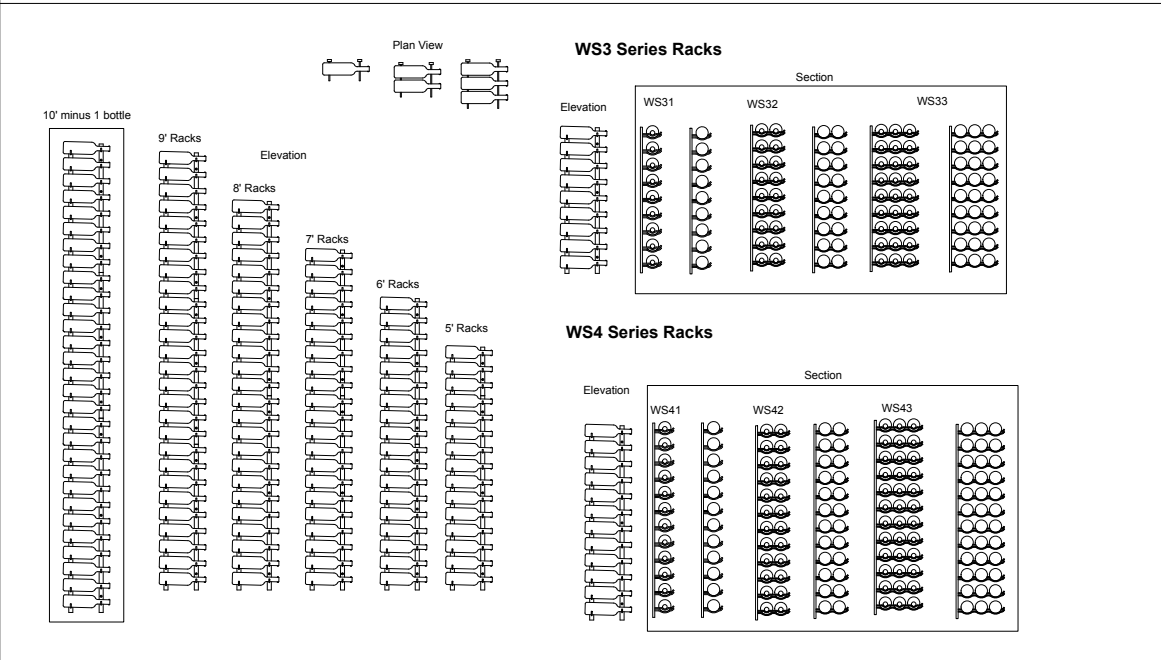 Plan View
10' minus 1 bottle
9' Racks
Elevation
8' Racks
7' Racks
6' Racks
5' Racks
WS3 Series Racks
Section
Elevation
WS31
WS32
WS33
WS4 Series Racks
Section
Elevation
WS41
WS42
WS43